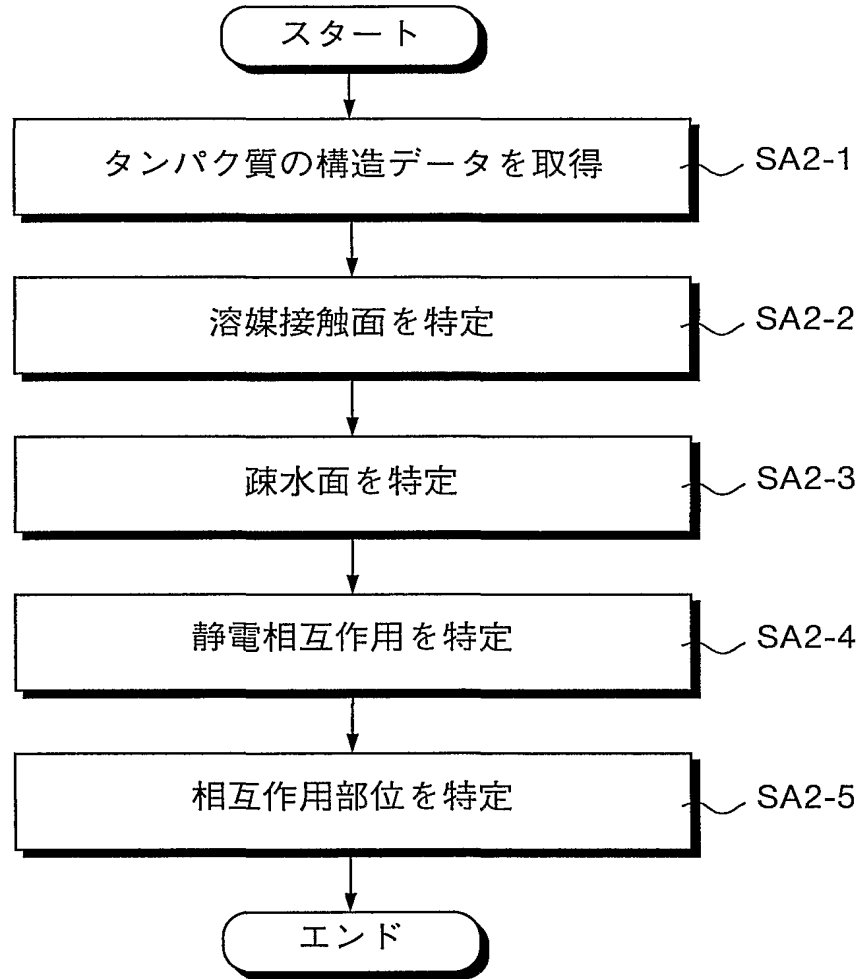 スタート
タンパク質の構造データを取得
SA2-1
溶媒接触面を特定
SA2-2
疎水面を特定
SA2-3
静電相互作用を特定
SA2-4
相互作用部位を特定
SA2-5
エンド